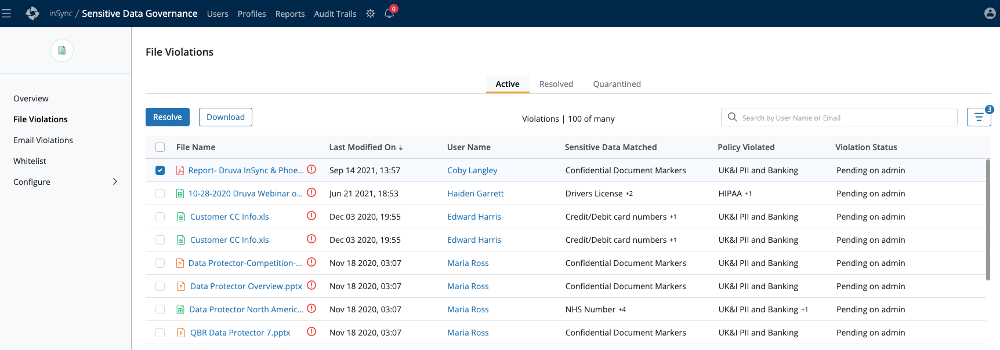 inSync / Sensitive Data Governance Users Profiles Reports Audit Trails 0
File Violations
Overview
File Violations
Email Violations
Whitelist
Configure
Active Resolved Quarantined
Resolve Download Violations | 100 of many Search by User Name or Email 3
File Name Last Modified On ↓ User Name Sensitive Data Matched Policy Violated Violation Status
Report- Druva InSync & Phoe... Sep 14 2021, 13:57 Coby Langley Confidential Document Markers UK&I PII and Banking Pending on admin
10-28-2020 Druva Webinar o... Jun 21 2021, 18:53 Haiden Garrett Drivers License +2 HIPAA +1 Pending on admin
Customer CC Info.xls Dec 03 2020, 19:55 Edward Harris Credit/Debit card numbers +1 UK&I PII and Banking Pending on admin
Customer CC Info.xls Dec 03 2020, 19:55 Edward Harris Credit/Debit card numbers +1 UK&I PII and Banking Pending on admin
Data Protector-Competition-... Nov 18 2020, 03:07 Maria Ross Confidential Document Markers UK&I PII and Banking Pending on admin
Data Protector Overview.pptx Nov 18 2020, 03:07 Maria Ross Confidential Document Markers UK&I PII and Banking Pending on admin
Data Protector North Americ... Nov 18 2020, 03:07 Maria Ross NHS Number +4 UK&I PII and Banking +1 Pending on admin
QBR Data Protector 7.pptx Nov 18 2020, 03:07 Maria Ross Confidential Document Markers UK&I PII and Banking Pending on admin